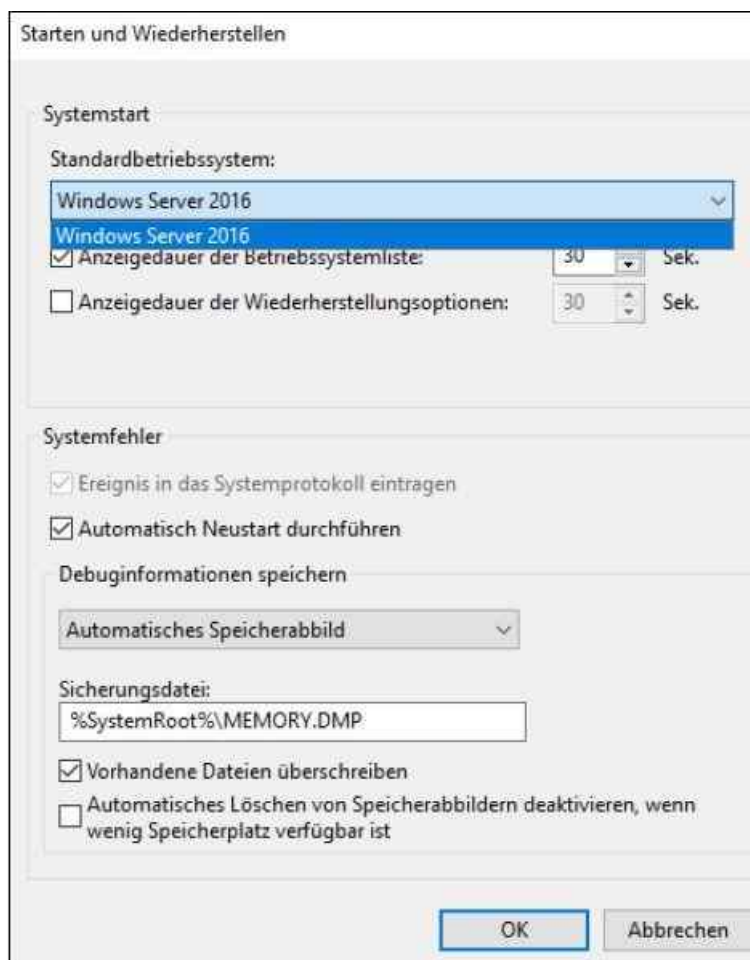 Starten und Wiederherstellen
Systemstart
Standardbetriebssystem:
Windows Server 2016
Windows Server 2016
Anzeigedauer der Betriebssystemliste: 30 Sek.
Anzeigedauer der Wiederherstellungsoptionen: 30 Sek.
Systemfehler
Ereignis in das Systemprotokoll eintragen
Automatisch Neustart durchführen
Debuginformationen speichern
Automatisches Speicherabbild
Sicherungsdatei:
%SystemRoot%\MEMORY.DMP
Vorhandene Dateien überschreiben
Automatisches Löschen von Speicherabbildern deaktivieren, wenn
wenig Speicherplatz verfügbar ist
OK Abbrechen